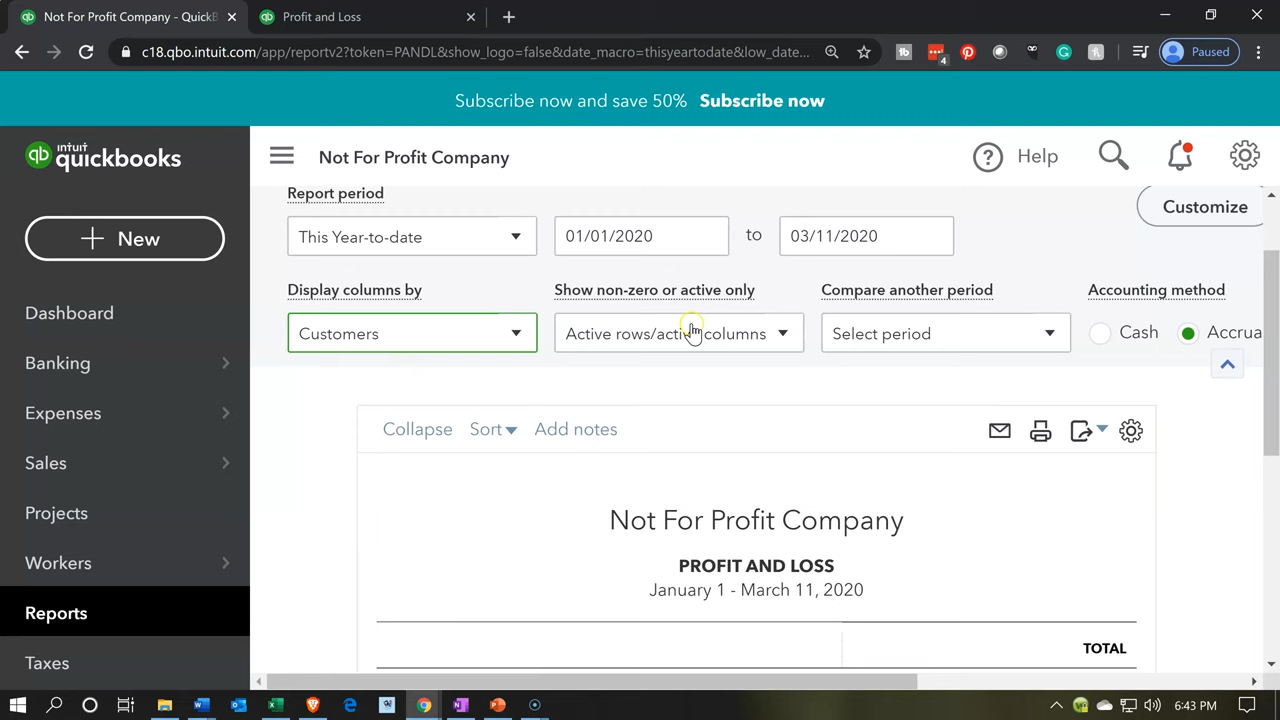 Not For Profit Company - QuickB
Profit and Loss
c18.qbo.intuit.com/app/reportv2?token=PANDL&show_logo=false&date_macro=thisyeartodate&low_date...
4
Paused
Subscribe now and save 50% Subscribe now
intuit
quickbooks
Not For Profit Company
Help
New
Dashboard
Banking
Expenses
Sales
Projects
Workers
Reports
Taxes
Report period
Customize
This Year-to-date
01/01/2020 to 03/11/2020
Display columns by
Show non-zero or active only
Compare another period
Accounting method
Customers
Active rows/active columns
Select period
Cash
Accrua
Collapse Sort Add notes
Not For Profit Company
PROFIT AND LOSS
January 1 - March 11, 2020
TOTAL
6:43 PM